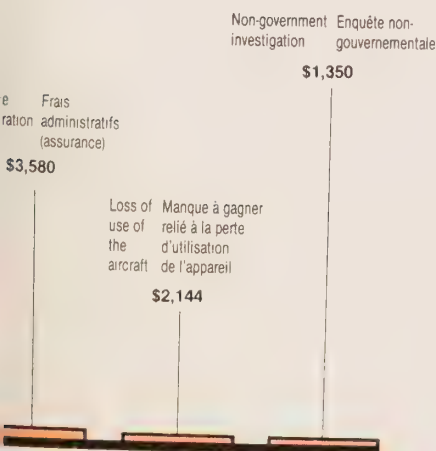 Non-government
investigation
Enquête non-
gouvernementale
$1,350
e
ration
Frais
administratifs
(assurance)
$3,580
Loss of
use of
the
aircraft
Manque à gagner
relié à la perte
d'utilisation
de l'appareil
$2,144